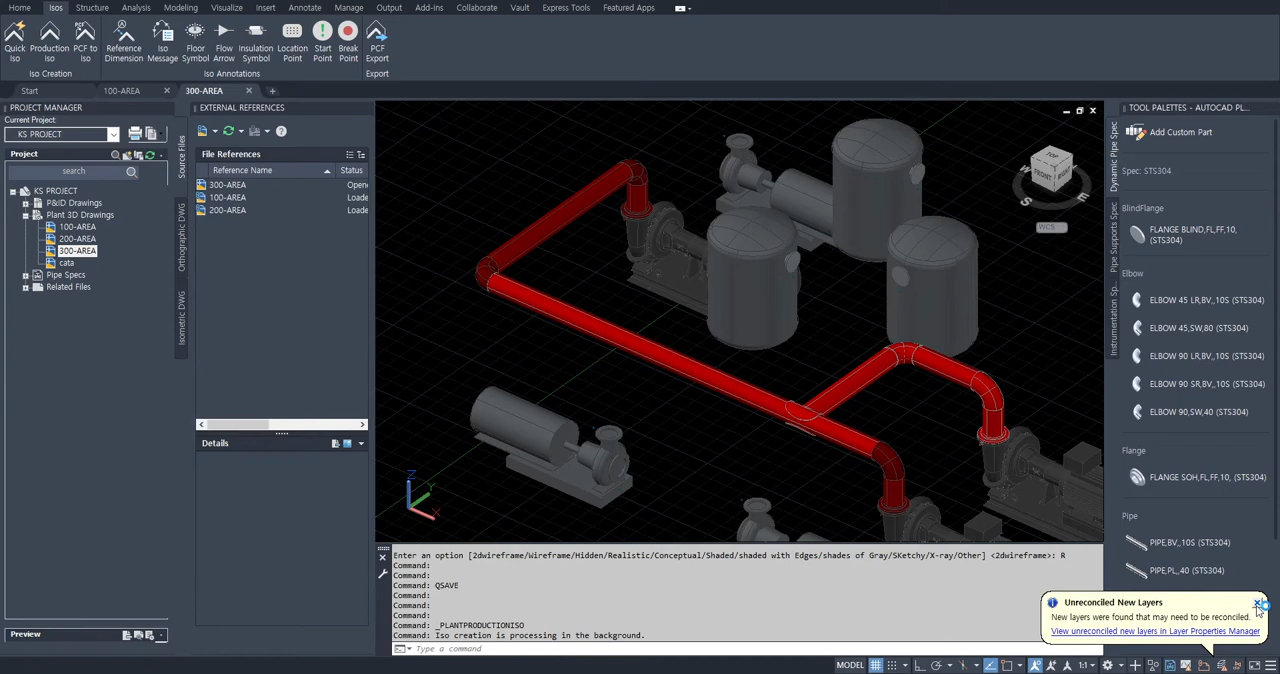 Home Isos Structure Analysis Modeling Visualize Insert Annotate Manage Output Add-ins Collaborate Vault Express Tools Featured Apps
Quick Iso
Production Iso
PCF to Iso
Reference Dimension
Iso Message
Floor Symbol
Flow Arrow
Insulation Symbol
Location Point
Start Point
Break Point
PCF Export
Iso Creation
Iso Annotations
Export
Start 100-AREA 300-AREA
PROJECT MANAGER
Current Project:
KS PROJECT
Project
search
KS PROJECT
P&ID Drawings
Plant 3D Drawings
100-AREA
200-AREA
300-AREA
cata
Pipe Specs
Related Files
Preview
Source Files
Orthographic DWG
Isometric DWG
EXTERNAL REFERENCES
File References
Reference Name Status
300-AREA Opene
100-AREA Loade
200-AREA Loade
Details
TOP
FRONT
RIGHT
W
S
E
WCS
Z
Y
X
Enter an option [2dwireframe/Wireframe/Hidden/Realistic/Conceptual/Shaded/shaded with Edges/shades of Gray/SKetchy/X-ray/Other] <2dwireframe>: R
Command:
Command:
Command: QSAVE
Command:
Command:
Command:
Command: _PLANTPRODUCTIONISO
Command: Iso creation is processing in the background.
Type a command
TOOL PALETTES - AUTOCAD PL...
Dynamic Pipe Spec
Pipe Supports Spec
Instrumentation Sp...
Add Custom Part
Spec: STS304
BlindFlange
FLANGE BLIND,FL,FF,10,
(STS304)
Elbow
ELBOW 45 LR,BV,,10S (STS304)
ELBOW 45,SW,80 (STS304)
ELBOW 90 LR,BV,,10S (STS304)
ELBOW 90 SR,BV,,10S (STS304)
ELBOW 90,SW,40 (STS304)
Flange
FLANGE SOH,FL,FF,10, (STS304)
Pipe
PIPE,BV,,10S (STS304)
PIPE,PL,,40 (STS304)
Unreconciled New Layers
New layers were found that may need to be reconciled.
View unreconciled new layers in Layer Properties Manager
MODEL 1:1